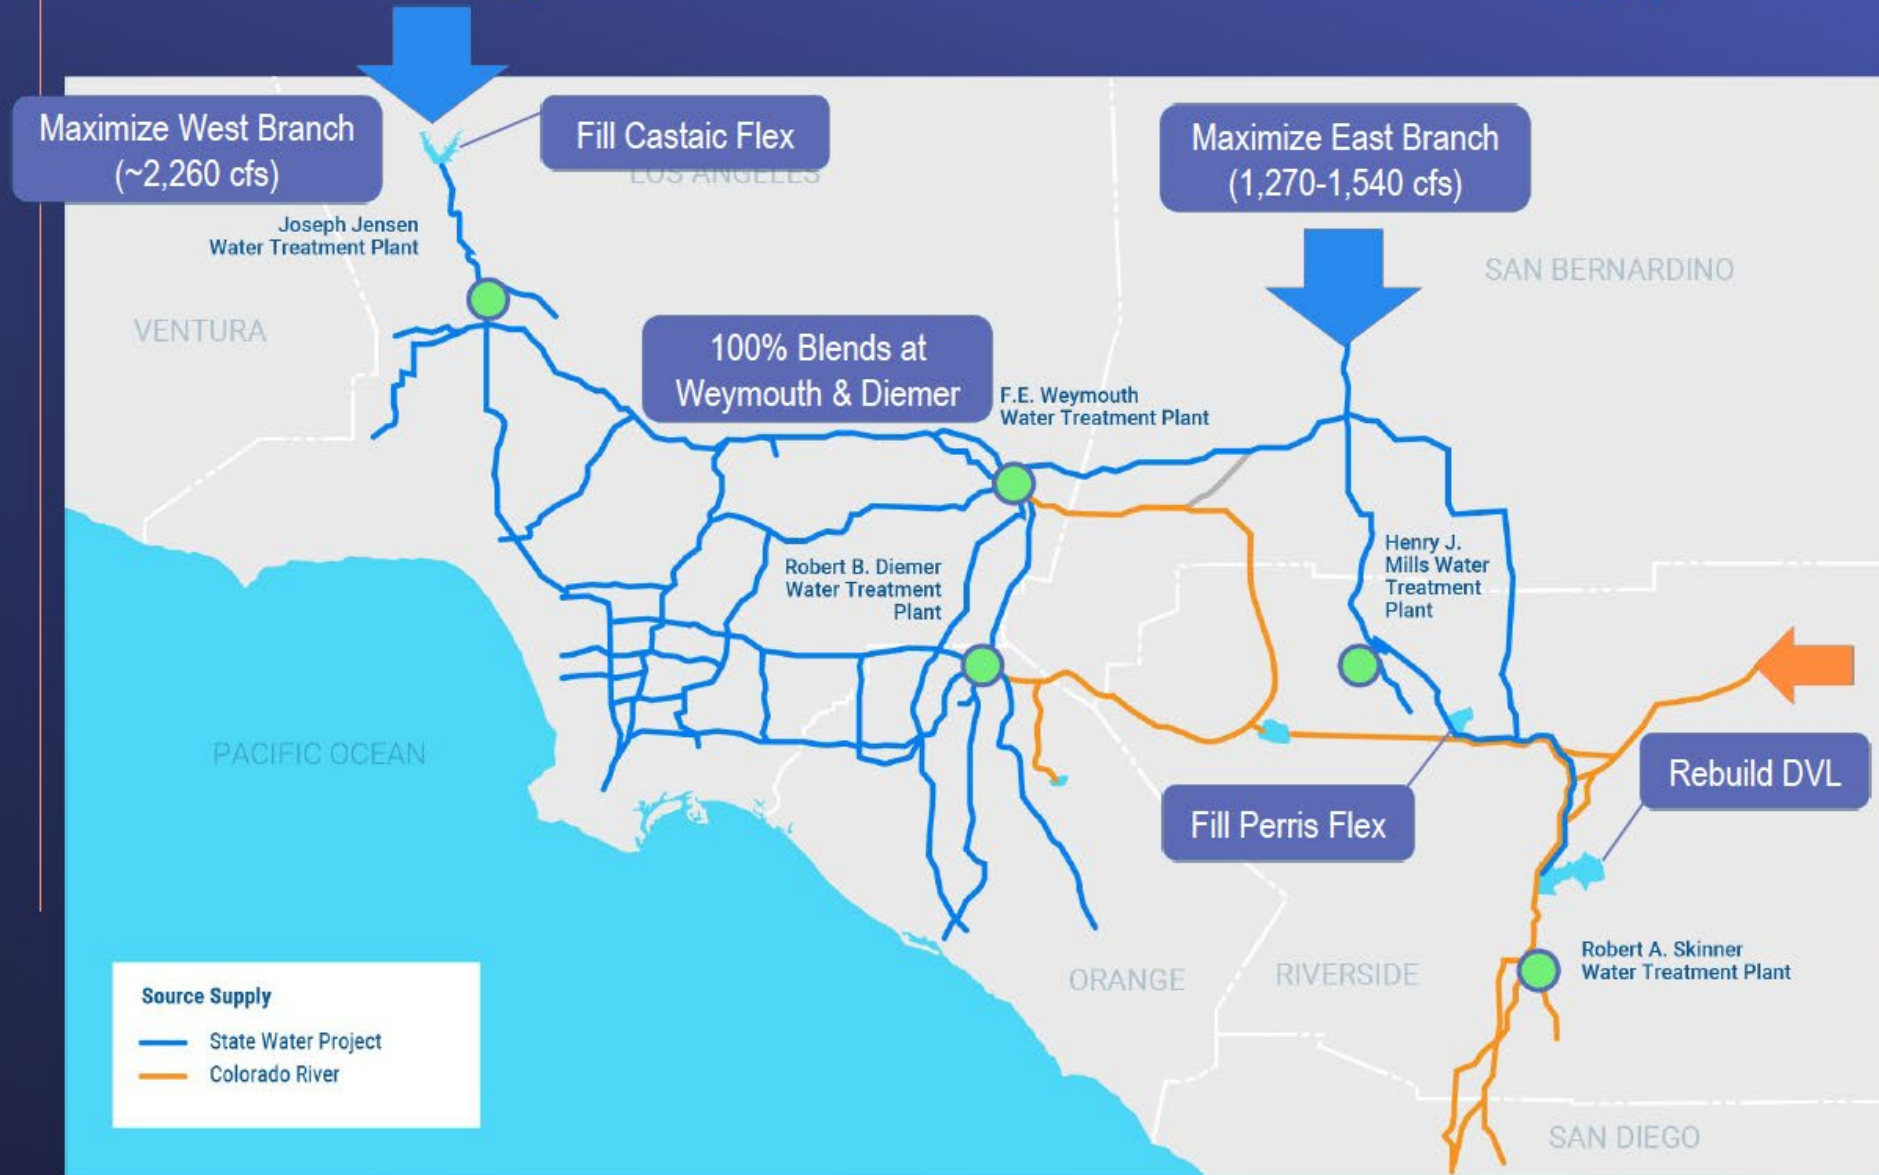 Maximize West Branch
(~2,260 cfs)
Fill Castaic Flex
LOS ANGELES
Maximize East Branch
(1,270-1,540 cfs)
Joseph Jensen
Water Treatment Plant
SAN BERNARDINO
VENTURA
100% Blends at
Weymouth & Diemer
F.E. Weymouth
Water Treatment Plant
Robert B. Diemer
Water Treatment
Plant
Henry J.
Mills Water
Treatment
Plant
PACIFIC OCEAN
Rebuild DVL
Fill Perris Flex
Robert A. Skinner
Water Treatment Plant
ORANGE
RIVERSIDE
SAN DIEGO
Source Supply
State Water Project
Colorado River